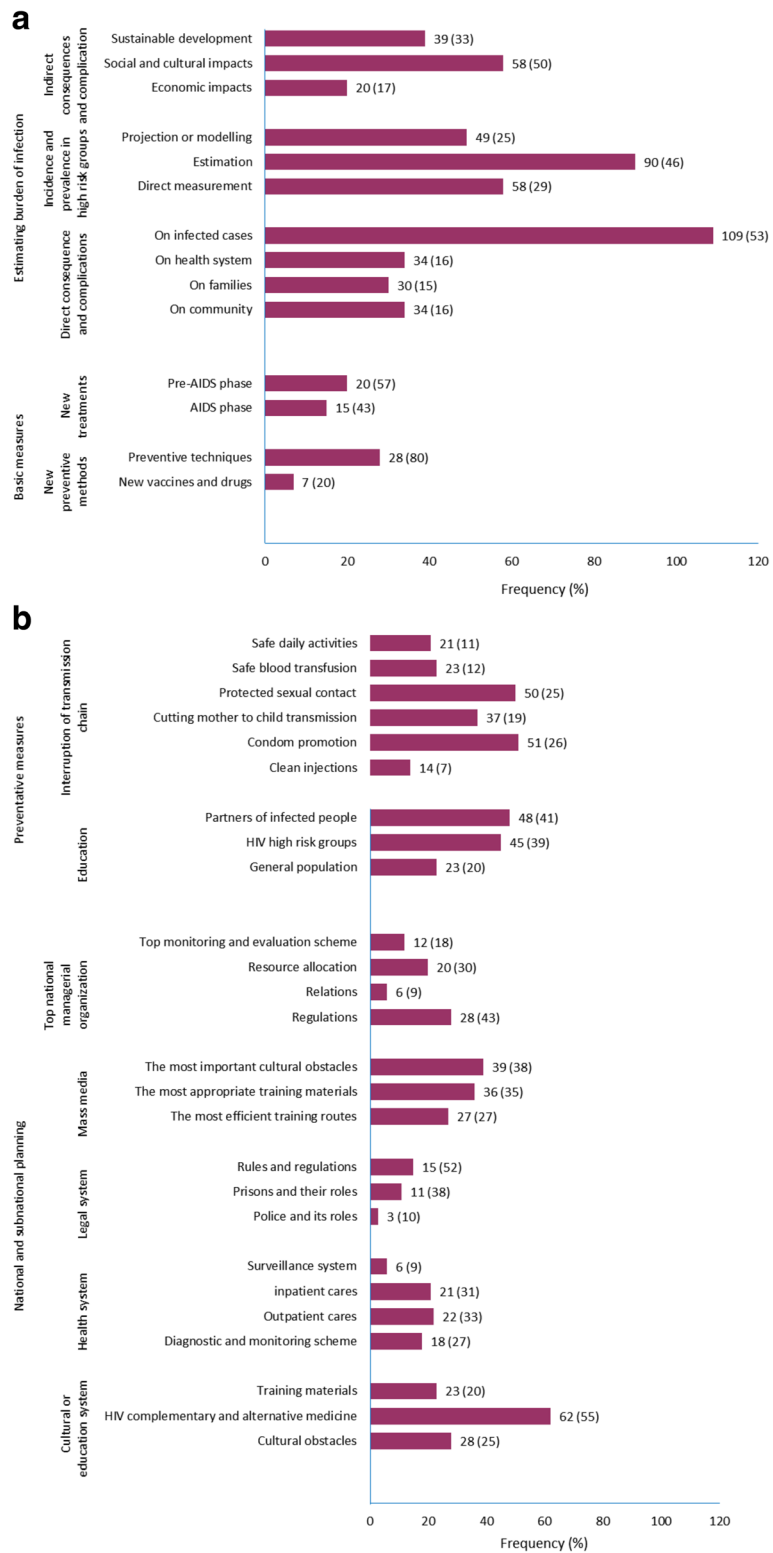 a
Estimating burden of infection
Indirect
consequences
and complication
Sustainable development 39 (33)
Social and cultural impacts 58 (50)
Economic impacts 20 (17)
Incidence and
prevalence in
high risk groups
Projection or modelling 49 (25)
Estimation 90 (46)
Direct measurement 58 (29)
Direct consequence
and complications
On infected cases 109 (53)
On health system 34 (16)
On families 30 (15)
On community 34 (16)
Basic measures
New
treatments
Pre-AIDS phase 20 (57)
AIDS phase 15 (43)
New
preventive
methods
Preventive techniques 28 (80)
New vaccines and drugs 7 (20)
0 20 40 60 80 100 120
Frequency (%)
b
Preventative measures
Interruption of transmission
chain
Safe daily activities 21 (11)
Safe blood transfusion 23 (12)
Protected sexual contact 50 (25)
Cutting mother to child transmission 37 (19)
Condom promotion 51 (26)
Clean injections 14 (7)
Education
Partners of infected people 48 (41)
HIV high risk groups 45 (39)
General population 23 (20)
National and subnational planning
Top national
managerial
organization
Top monitoring and evaluation scheme 12 (18)
Resource allocation 20 (30)
Relations 6 (9)
Regulations 28 (43)
Mass media
The most important cultural obstacles 39 (38)
The most appropriate training materials 36 (35)
The most efficient training routes 27 (27)
Legal system
Rules and regulations 15 (52)
Prisons and their roles 11 (38)
Police and its roles 3 (10)
Health system
Surveillance system 6 (9)
inpatient cares 21 (31)
Outpatient cares 22 (33)
Diagnostic and monitoring scheme 18 (27)
Cultural or
education system
Training materials 23 (20)
HIV complementary and alternative medicine 62 (55)
Cultural obstacles 28 (25)
0 20 40 60 80 100 120
Frequency (%)